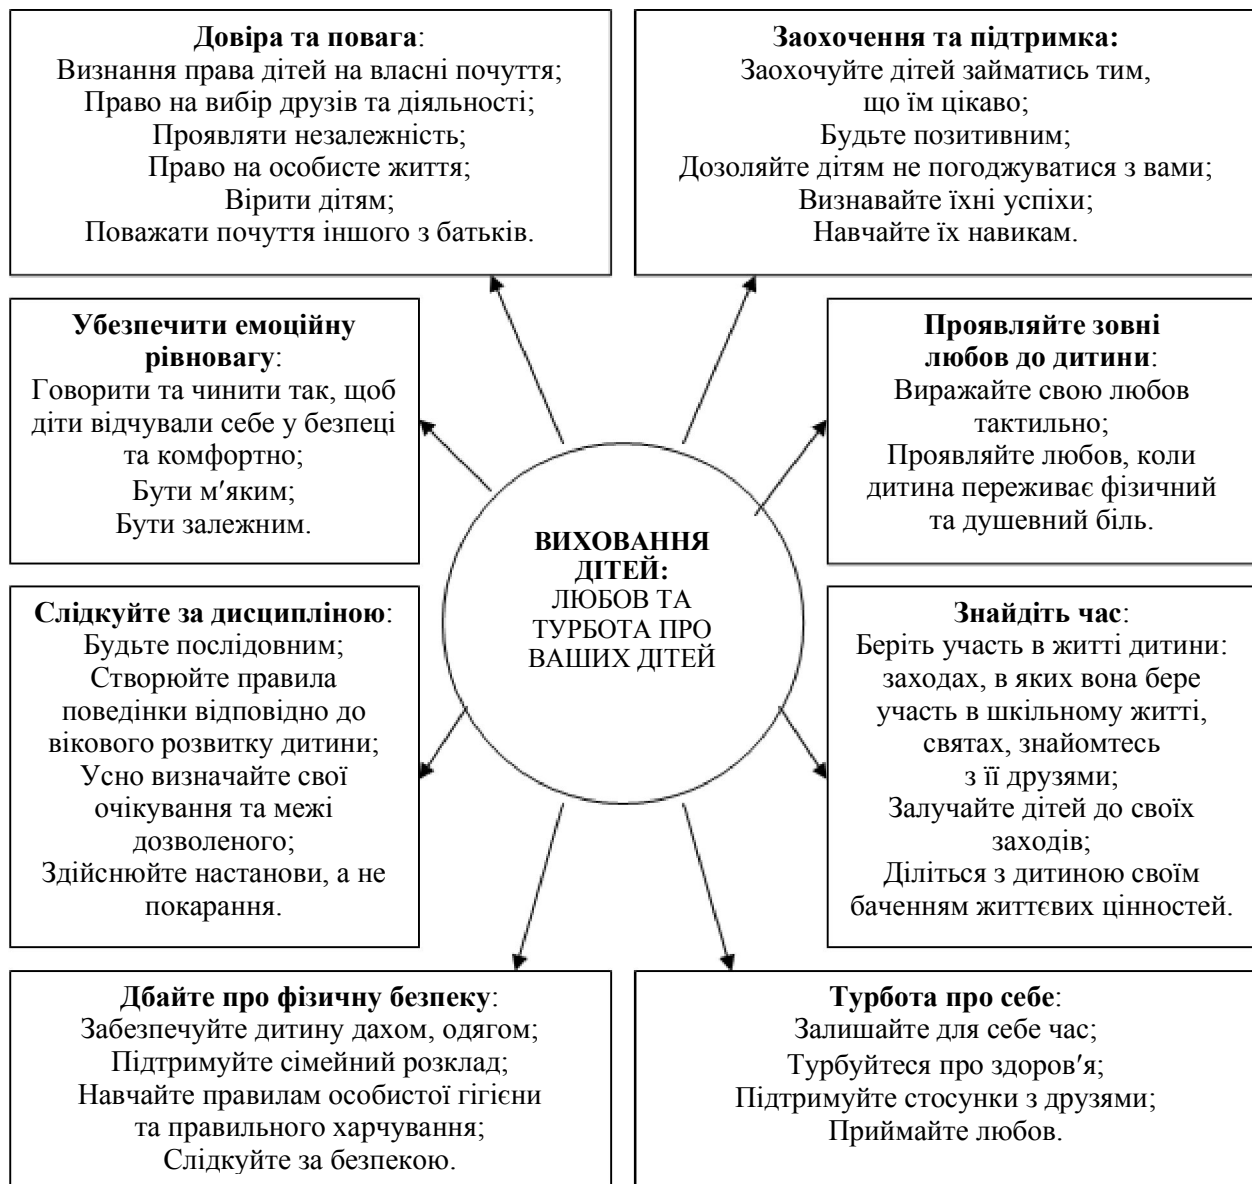 Довіра та повага:
Визнання права дітей на власні почуття;
Право на вибір друзів та діяльності;
Проявляти незалежність;
Право на особисте життя;
Вірити дітям;
Поважати почуття іншого з батьків.
Заохочення та підтримка:
Заохочуйте дітей займатись тим,
що їм цікаво;
Будьте позитивним;
Дозоляйте дітям не погоджуватися з вами;
Визнавайте їхні успіхи;
Навчайте їх навикам.
Убезпечити емоційну
рівновагу:
Говорити та чинити так, щоб
діти відчували себе у безпеці
та комфортно;
Бути м′яким;
Бути залежним.
Проявляйте зовні
любов до дитини:
Виражайте свою любов
тактильно;
Проявляйте любов, коли
дитина переживає фізичний
та душевний біль.
ВИХОВАННЯ
ДІТЕЙ:
ЛЮБОВ ТА
ТУРБОТА ПРО
ВАШИХ ДІТЕЙ
Слідкуйте за дисципліною:
Будьте послідовним;
Створюйте правила
поведінки відповідно до
вікового розвитку дитини;
Усно визначайте свої
очікування та межі
дозволеного;
Здійснюйте настанови, а не
покарання.
Знайдіть час:
Беріть участь в житті дитини:
заходах, в яких вона бере
участь в шкільному житті,
святах, знайомтесь
з її друзями;
Залучайте дітей до своїх
заходів;
Діліться з дитиною своїм
баченням життєвих цінностей.
Дбайте про фізичну безпеку:
Забезпечуйте дитину дахом, одягом;
Підтримуйте сімейний розклад;
Навчайте правилам особистої гігієни
та правильного харчування;
Слідкуйте за безпекою.
Турбота про себе:
Залишайте для себе час;
Турбуйтеся про здоров′я;
Підтримуйте стосунки з друзями;
Приймайте любов.